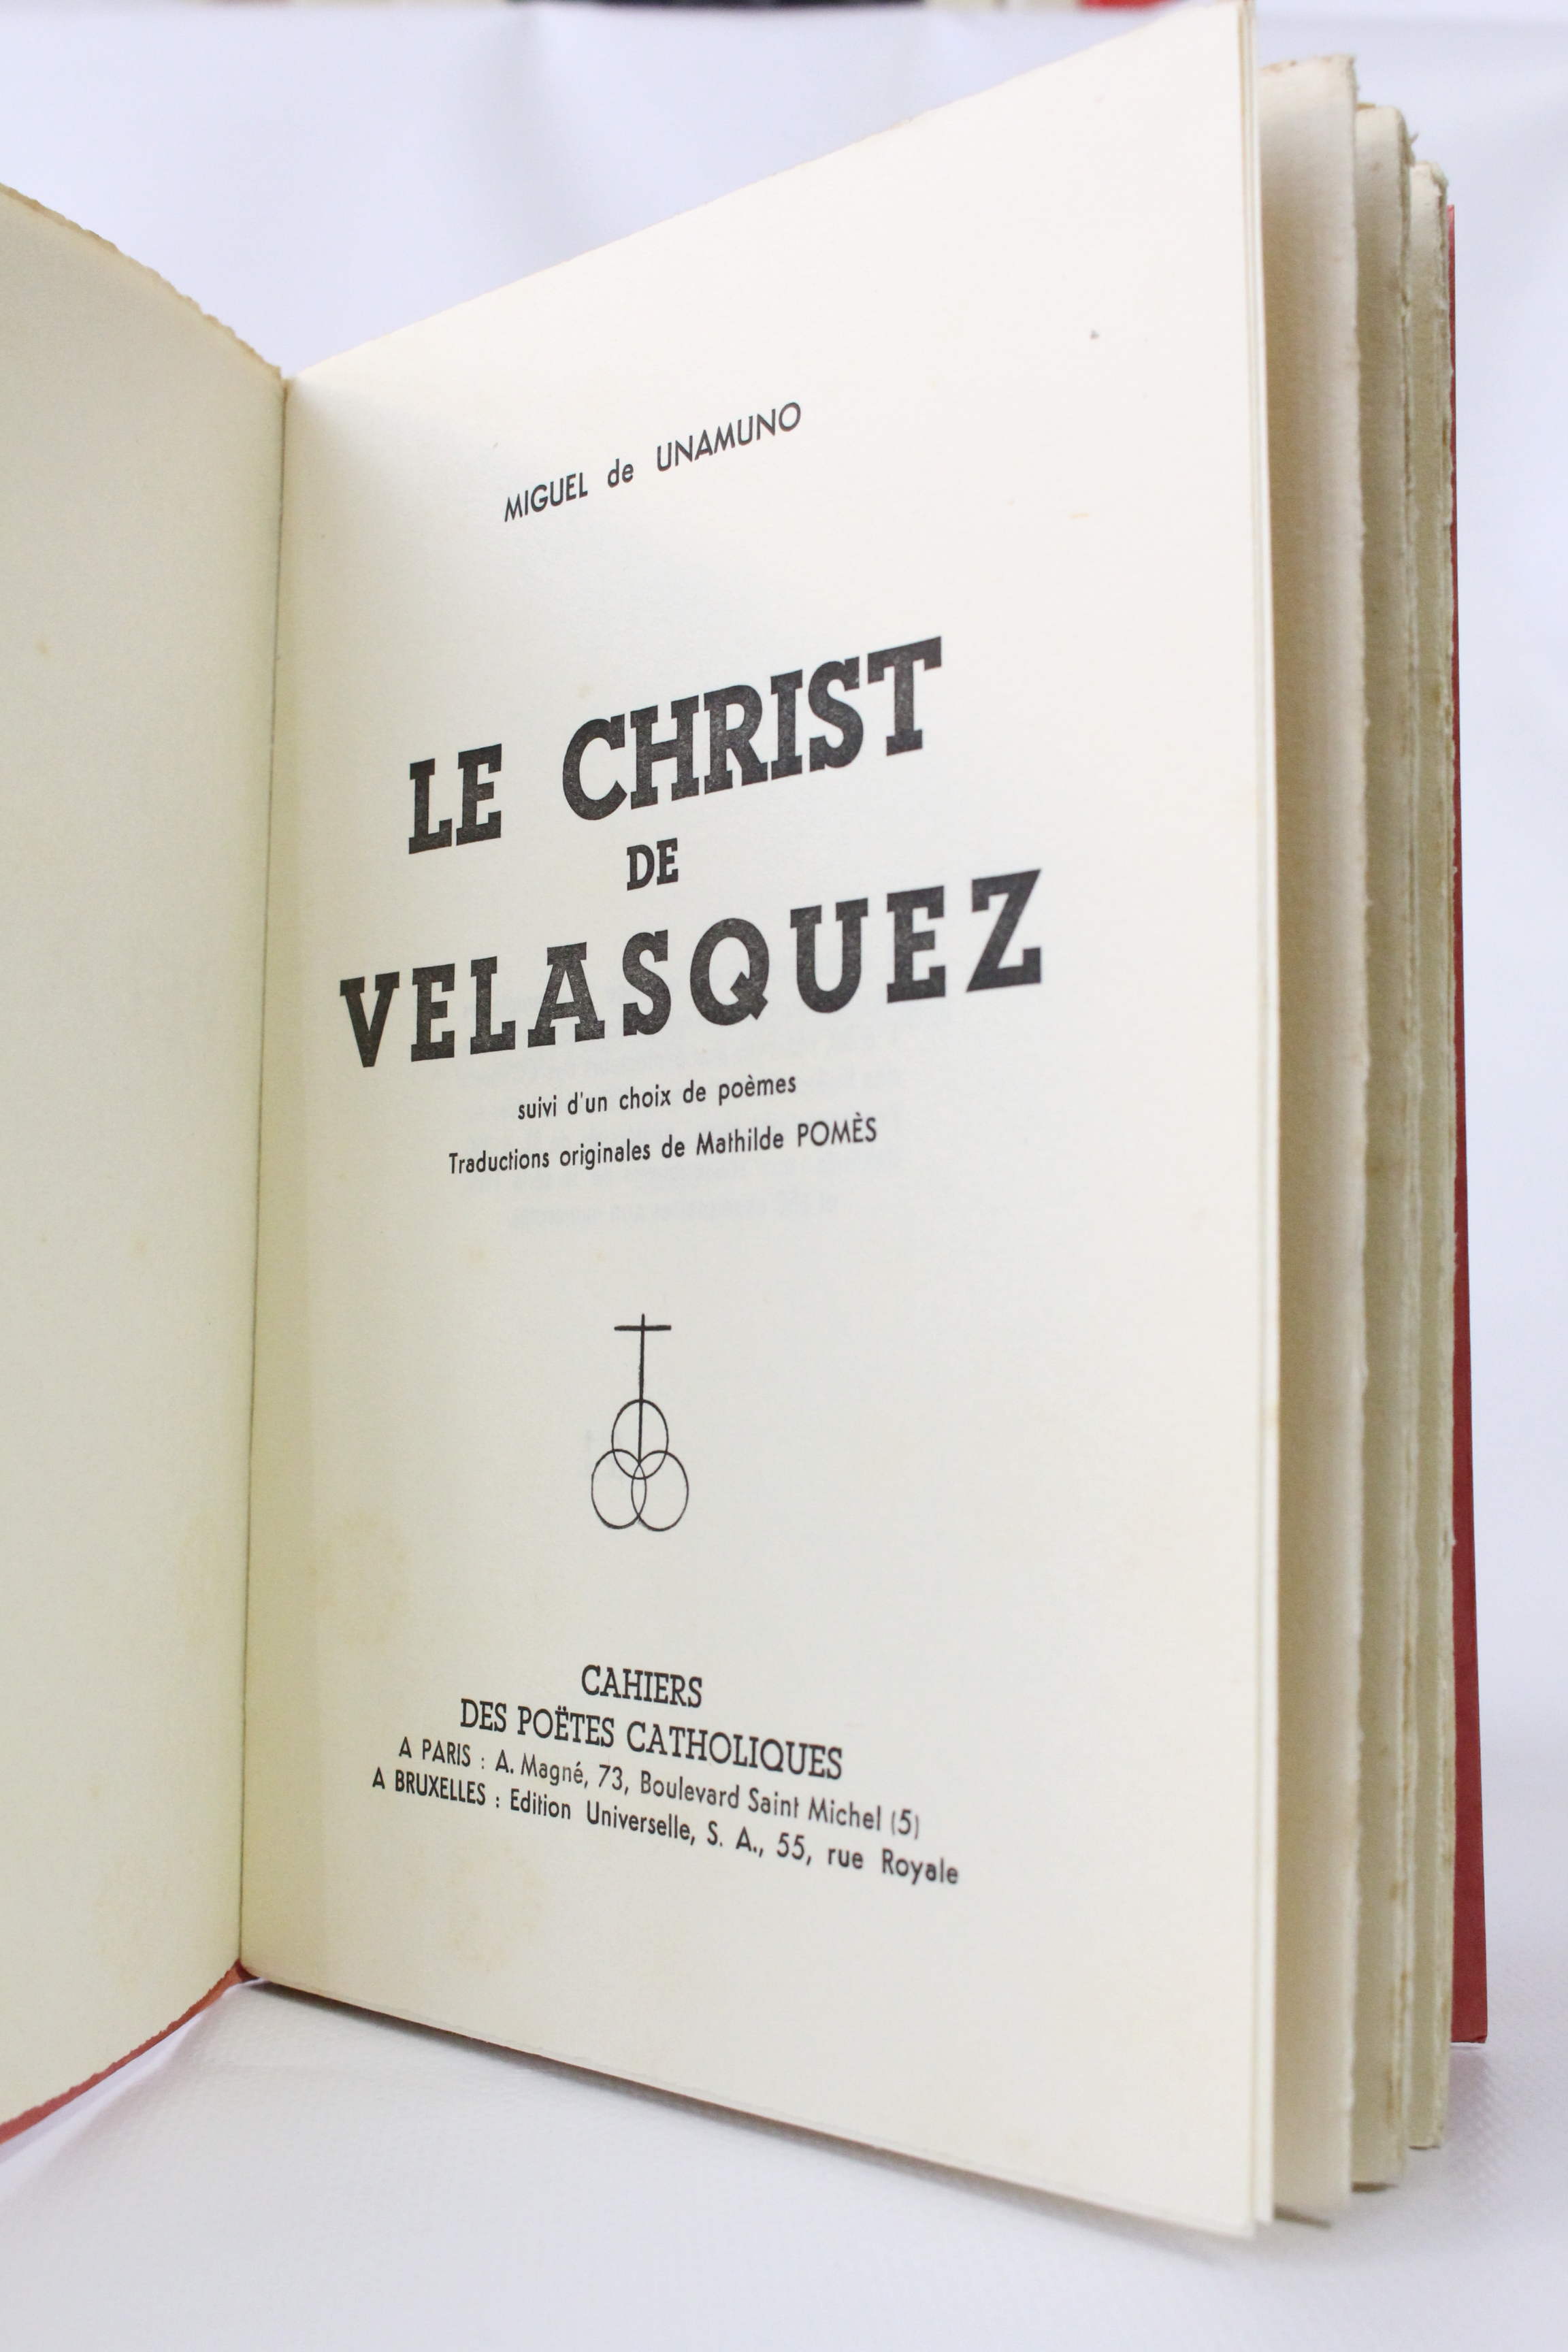 MIGUEL de UNAMUNO
LE CHRIST
DE
VELASQUEZ
suivi d'un choix de poèmes
Traductions originales de Mathilde POMÈS
CAHIERS
DES POËTES CATHOLIQUES
A PARIS : A. Magné, 73, Boulevard Saint Michel (5)
A BRUXELLES : Edition Universelle, S. A., 55, rue Royale